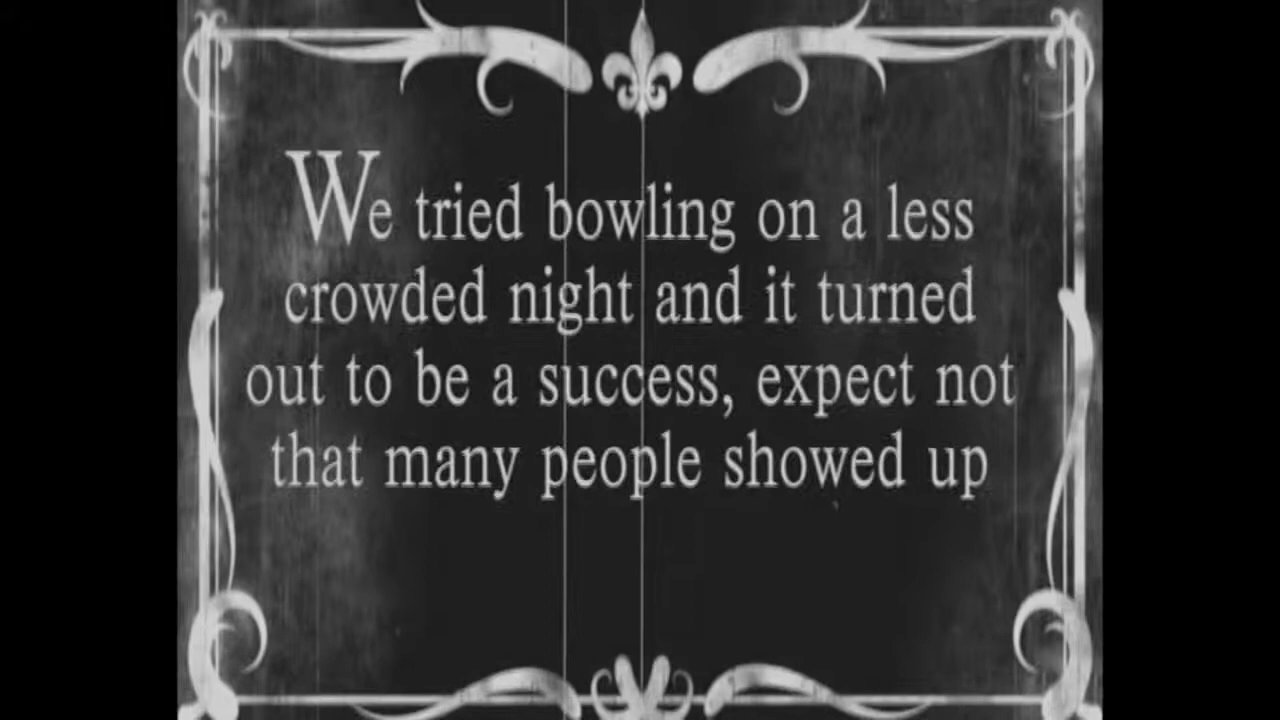 We tried bowling on a less
crowded night and it turned
out to be a success, expect not
that many people showed up